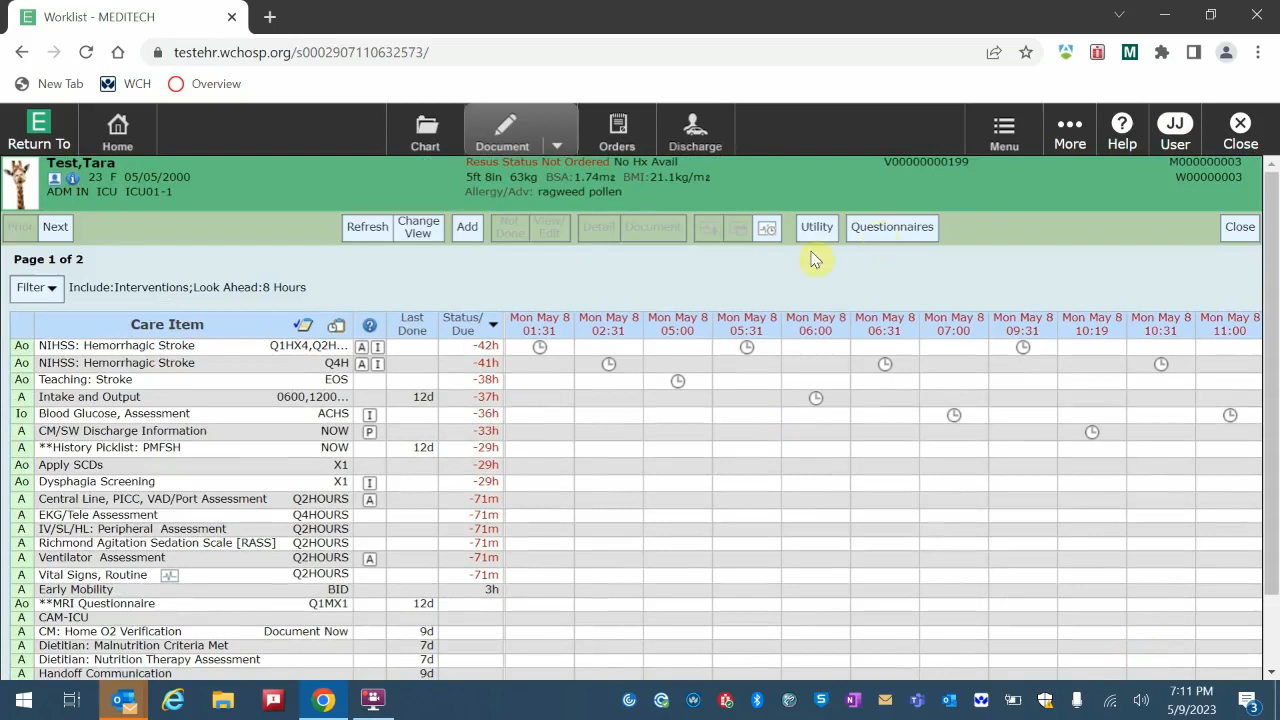 Worklist - MEDITECH
testehr.wchosp.org/s0002907110632573/
New Tab WCH Overview
Return To Home Chart Document Orders Discharge Menu More Help JJ User Close
Test,Tara Resus Status Not Ordered No Hx Avail V00000000199 M000000003
23 F 05/05/2000 5ft 8in 63kg BSA:1.74m2 BMI:21.1kg/m2 W00000003
ADM IN ICU ICU01-1 Allergy/Adv: ragweed pollen
Prior Next Refresh Change View Add Not Done View/Edit Detail Document Utility Questionnaires Close
Page 1 of 2
Filter Include:Interventions;Look Ahead:8 Hours
Care Item Last Done Status/Due Mon May 8 01:31 Mon May 8 02:31 Mon May 8 05:00 Mon May 8 05:31 Mon May 8 06:00 Mon May 8 06:31 Mon May 8 07:00 Mon May 8 09:31 Mon May 8 10:19 Mon May 8 10:31 Mon May 8 11:00
Ao NIHSS: Hemorrhagic Stroke Q1HX4,Q2H... A I -42h
Ao NIHSS: Hemorrhagic Stroke Q4H A I -41h
Ao Teaching: Stroke EOS -38h
A Intake and Output 0600,1200... 12d -37h
Io Blood Glucose, Assessment ACHS I -36h
A CM/SW Discharge Information NOW P -33h
A **History Picklist: PMFSH NOW 12d -29h
Ao Apply SCDs X1 -29h
Ao Dysphagia Screening X1 I -29h
A Central Line, PICC, VAD/Port Assessment Q2HOURS A -71m
A EKG/Tele Assessment Q4HOURS -71m
A IV/SL/HL: Peripheral Assessment Q2HOURS -71m
A Richmond Agitation Sedation Scale [RASS] Q2HOURS -71m
A Ventilator Assessment Q2HOURS A -71m
A Vital Signs, Routine Q2HOURS -71m
A Early Mobility BID 3h
Ao **MRI Questionnaire Q1MX1 12d
A CAM-ICU
A CM: Home O2 Verification Document Now 9d
A Dietitian: Malnutrition Criteria Met 7d
A Dietitian: Nutrition Therapy Assessment 7d
A Handoff Communication 9d
7:11 PM
5/9/2023
3